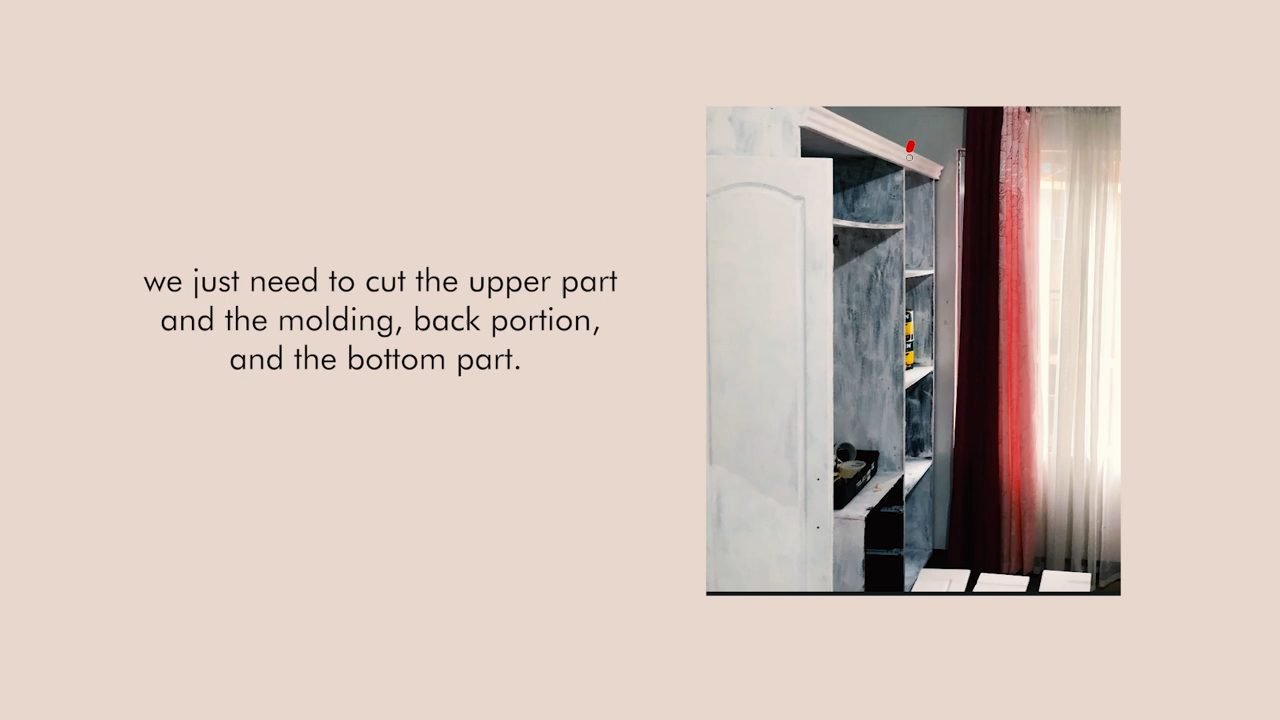 we just need to cut the upper part
and the molding, back portion,
and the bottom part.